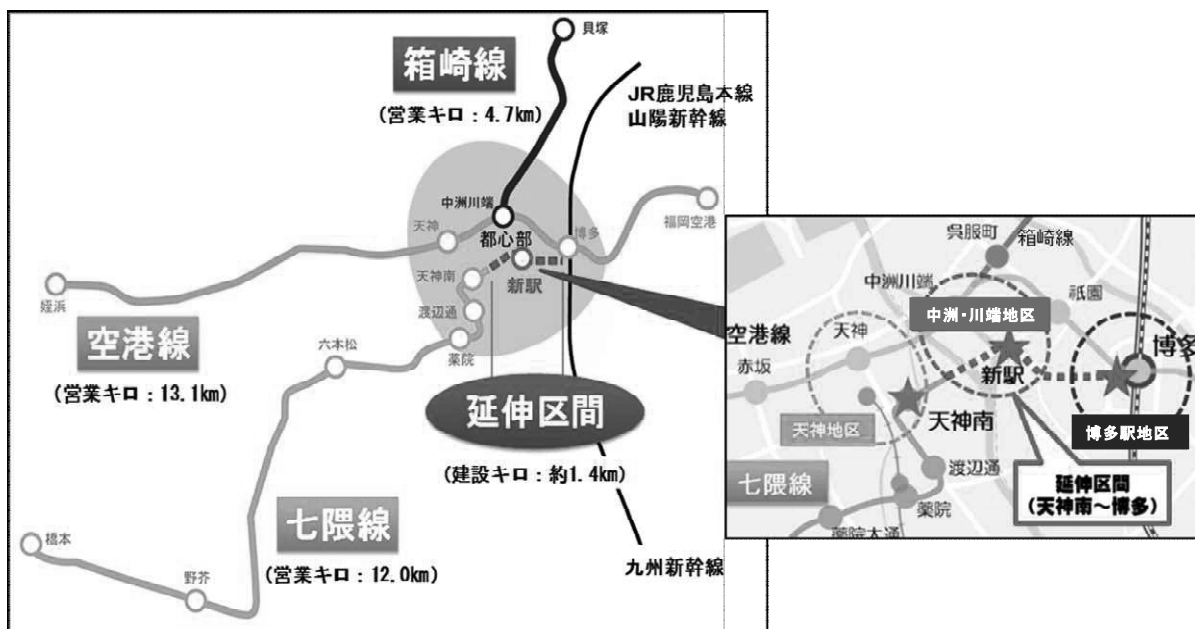 貝塚
箱崎線
(営業キロ:4.7km)
JR鹿児島本線
山陽新幹線
中洲川端
福岡空港
天神
都心部
博多
天神南
新駅
姪浜
渡辺通
空港線
(営業キロ:13.1km)
六本松
薬院
延伸区間
(建設キロ:約1.4km)
七隈線
(営業キロ:12.0km)
橋本
野芥
九州新幹線
呉服町
箱崎線
中洲川端
祇園
中洲・川端地区
空港線
天神
博多
赤坂
新駅
天神南
天神地区
博多駅地区
渡辺通
七隈線
延伸区間
(天神南~博多)
薬院
薬院大通